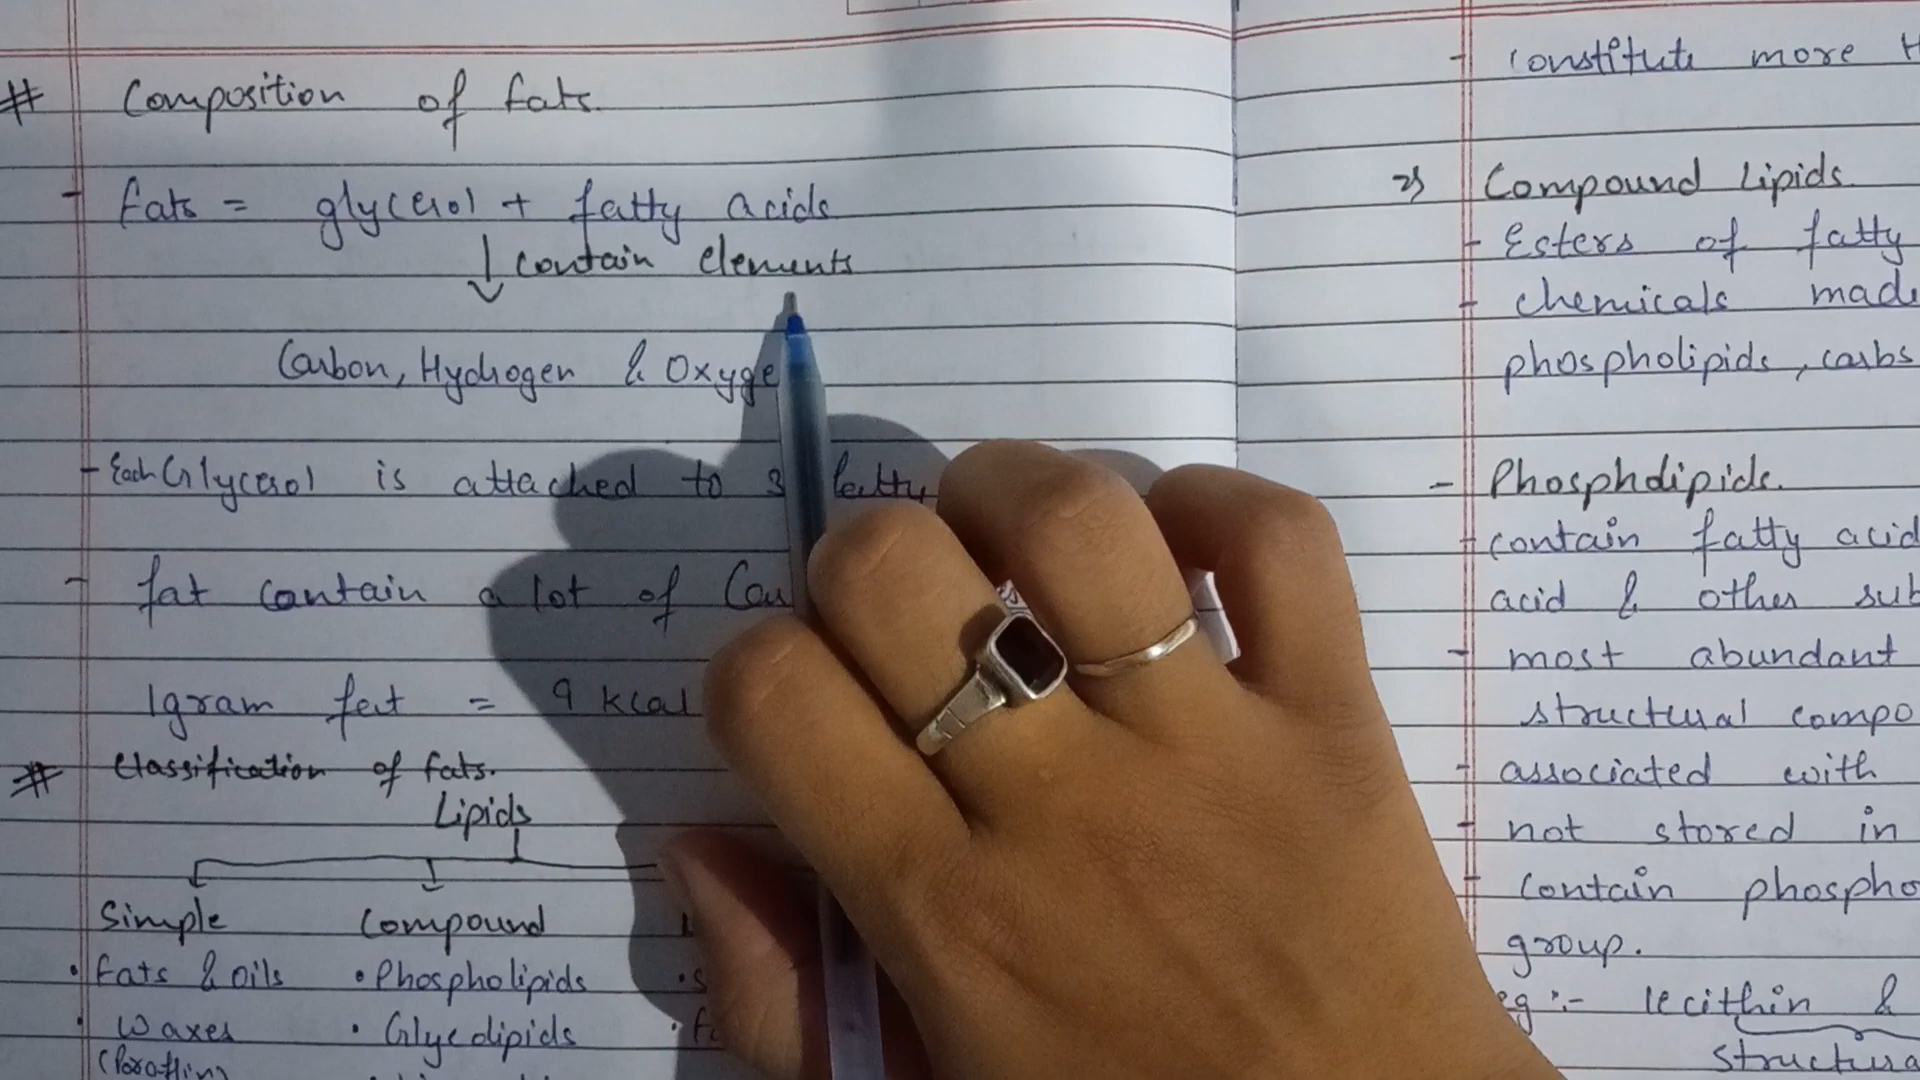 # Composition of fats.
- fats = glycerol + fatty acids
↓ contain elements
Carbon, Hydrogen & Oxyge
- Each Glycerol is attached to 3 fatty
- fat contain a lot of
1gram fat = 9 kcal
# Classification of fats.
Lipids
Simple Compound
• fats & oils • Phospholipids
• waxes • Glycolipids
(Paraffin)
- constitute more
2) Compound Lipids.
- Esters of fatty
- chemicals made
phospholipids, carbs
- Phospholipids.
- contain fatty acid
acid & other sub
- most abundant
structural compo
- associated with
- not stored in
- contain phospho
group.
eg :- lecithin &
structura